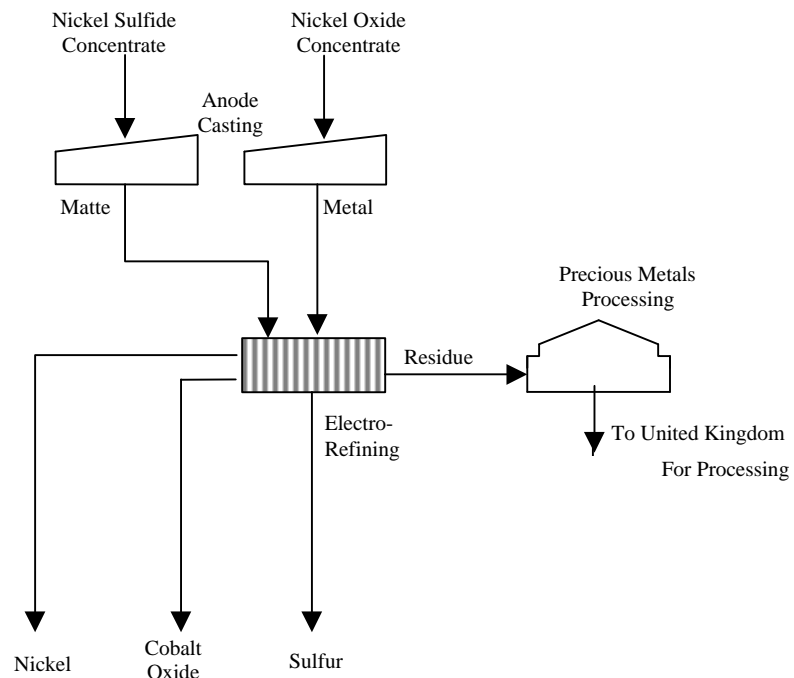 Nickel Sulfide
Concentrate
Nickel Oxide
Concentrate
Anode
Casting
Matte
Metal
Precious Metals
Processing
Residue
Electro-
Refining
To United Kingdom
For Processing
Nickel
Cobalt
Oxide
Sulfur